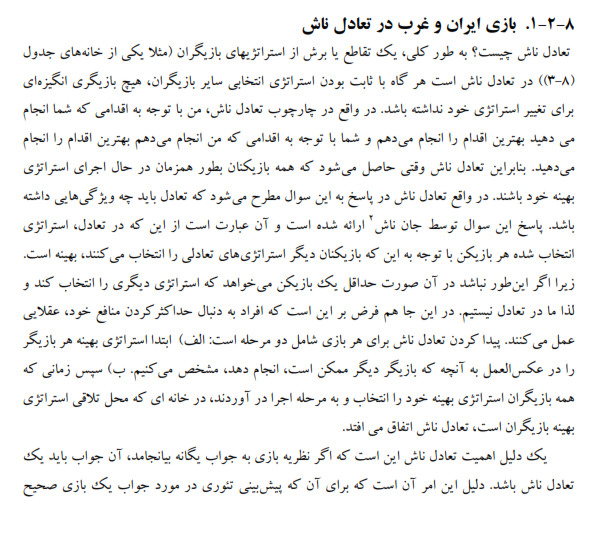 ۸-۲-۱. بازی ایران و غرب در تعادل ناش
تعادل ناش چیست؟ به طور کلی، یک تقاطع یا برش از استراتژیهای بازیگران (مثلا یکی از خانه‌های جدول
(۸-۳)) در تعادل ناش است هر گاه با ثابت بودن استراتژی انتخابی سایر بازیگران، هیچ بازیگری انگیزه‌ای
برای تغییر استراتژی خود نداشته باشد. در واقع در چارچوب تعادل ناش، من با توجه به اقدامی که شما انجام
می دهید بهترین اقدام را انجام می‌دهم و شما با توجه به اقدامی که من انجام می‌دهم بهترین اقدام را انجام
می‌دهید. بنابراین تعادل ناش وقتی حاصل می‌شود که همه بازیکنان بطور همزمان در حال اجرای استراتژی
بهینه خود باشند. در واقع تعادل ناش در پاسخ به این سوال مطرح می‌شود که تعادل باید چه ویژگی‌هایی داشته
باشد. پاسخ این سوال توسط جان ناش۲ ارائه شده است و آن عبارت است از این که در تعادل، استراتژی
انتخاب شده هر بازیکن با توجه به این که بازیکنان دیگر استراتژی‌های تعادلی را انتخاب می‌کنند، بهینه است.
زیرا اگر این‌طور نباشد در آن صورت حداقل یک بازیکن می‌خواهد که استراتژی دیگری را انتخاب کند و
لذا ما در تعادل نیستیم. در این جا هم فرض بر این است که افراد به دنبال حداکثرکردن منافع خود، عقلایی
عمل می‌کنند. پیدا کردن تعادل ناش برای هر بازی شامل دو مرحله است: الف) ابتدا استراتژی بهینه هر بازیگر
را در عکس‌العمل به آنچه که بازیگر دیگر ممکن است، انجام دهد، مشخص می‌کنیم. ب) سپس زمانی که
همه بازیگران استراتژی بهینه خود را انتخاب و به مرحله اجرا در آوردند، در خانه ای که محل تلاقی استراتژی
بهینه بازیگران است، تعادل ناش اتفاق می افتد.
یک دلیل اهمیت تعادل ناش این است که اگر نظریه بازی به جواب یگانه بیانجامد، آن جواب باید یک
تعادل ناش باشد. دلیل این امر آن است که برای آن که پیش‌بینی تئوری در مورد جواب یک بازی صحیح